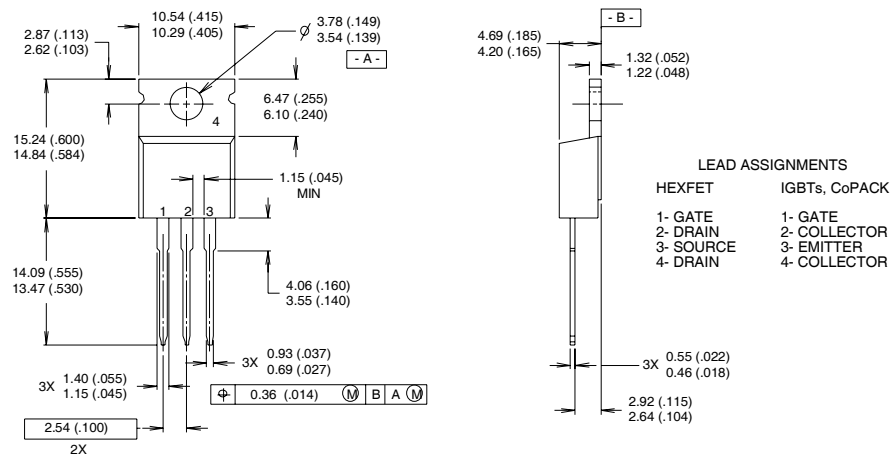 10.54 (.415)
10.29 (.405)
2.87 (.113)
2.62 (.103)
ø 3.78 (.149)
3.54 (.139)
- A -
4
6.47 (.255)
6.10 (.240)
15.24 (.600)
14.84 (.584)
1.15 (.045)
MIN
1 2 3
14.09 (.555)
13.47 (.530)
4.06 (.160)
3.55 (.140)
3X 0.93 (.037)
0.69 (.027)
3X 1.40 (.055)
1.15 (.045)
⌖ 0.36 (.014) Ⓜ B A Ⓜ
2.54 (.100)
2X
- B -
4.69 (.185)
4.20 (.165)
1.32 (.052)
1.22 (.048)
LEAD ASSIGNMENTS
HEXFET IGBTs, CoPACK
1- GATE 1- GATE
2- DRAIN 2- COLLECTOR
3- SOURCE 3- EMITTER
4- DRAIN 4- COLLECTOR
3X 0.55 (.022)
0.46 (.018)
2.92 (.115)
2.64 (.104)